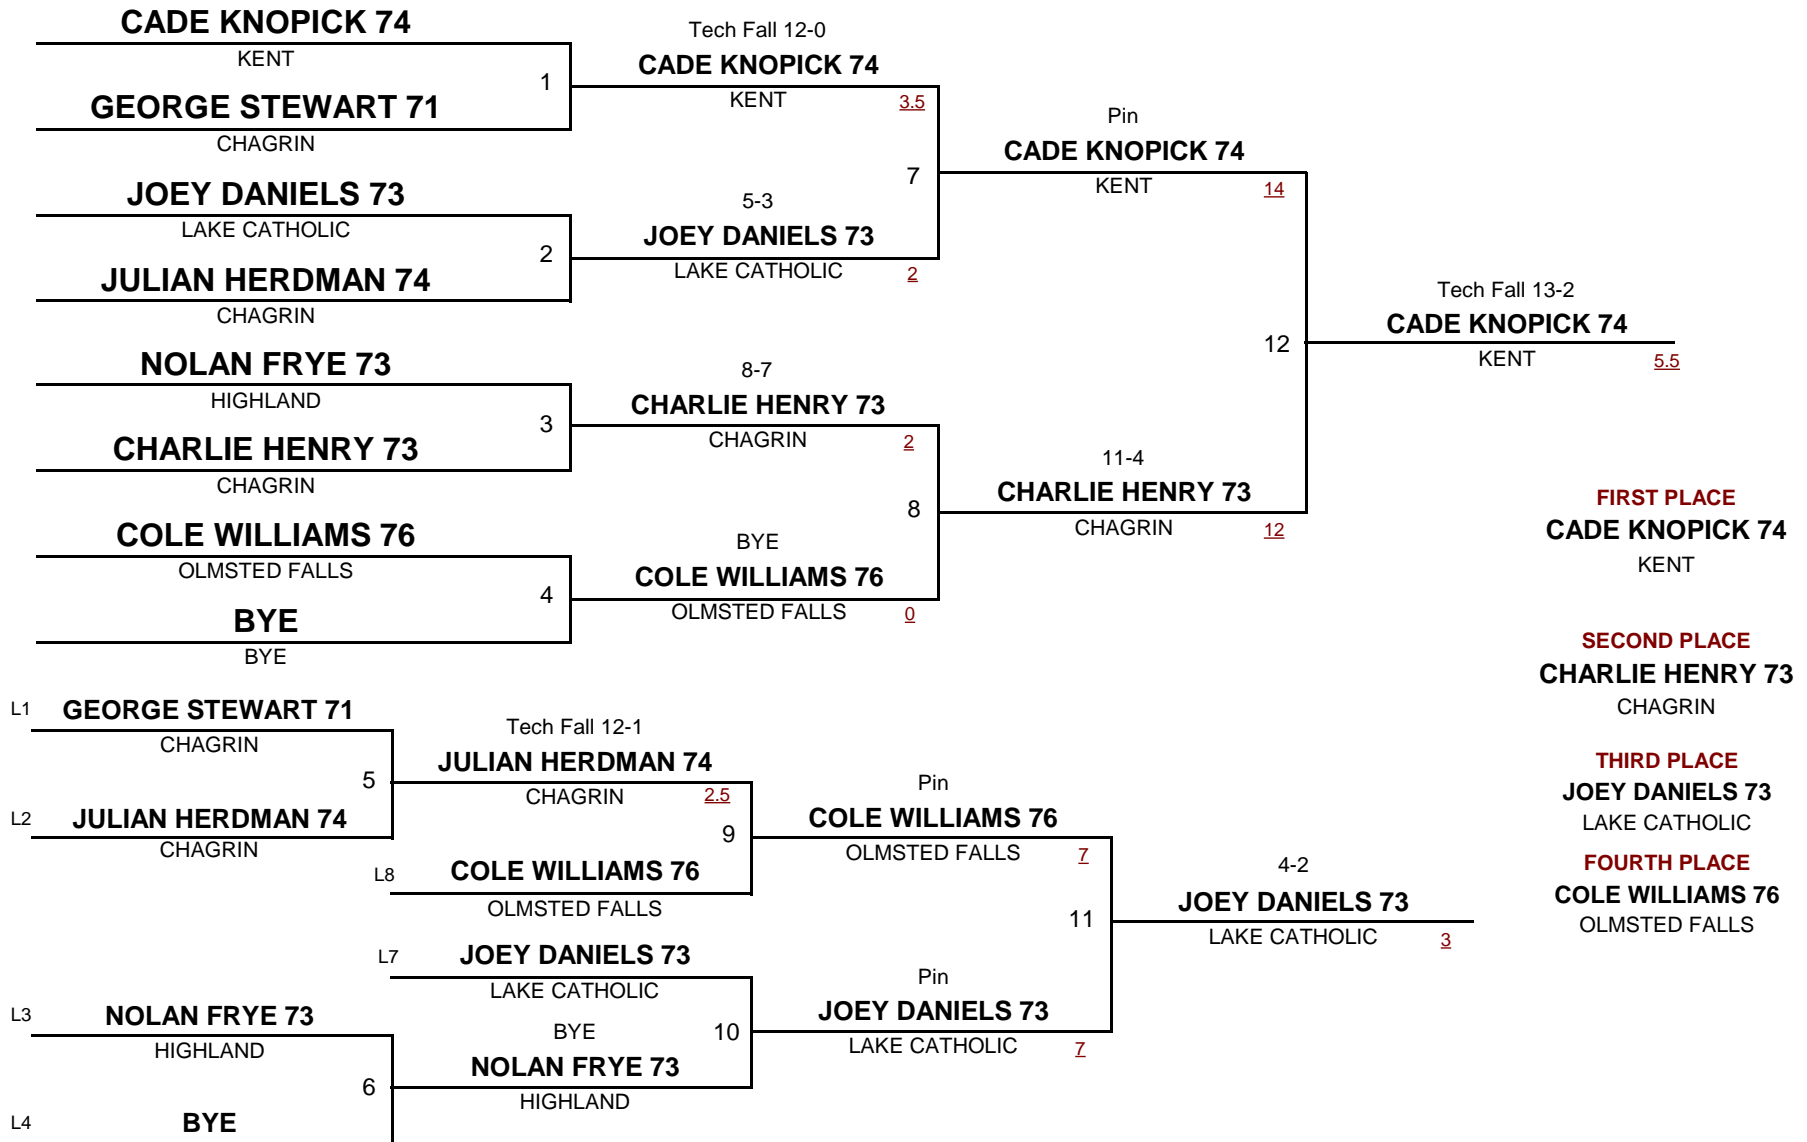 CADE KNOPICK 74
KENT
1
GEORGE STEWART 71
CHAGRIN
Tech Fall 12-0
CADE KNOPICK 74
KENT
3.5
JOEY DANIELS 73
LAKE CATHOLIC
2
JULIAN HERDMAN 74
CHAGRIN
7
5-3
JOEY DANIELS 73
LAKE CATHOLIC
2
Pin
CADE KNOPICK 74
KENT
14
NOLAN FRYE 73
HIGHLAND
3
CHARLIE HENRY 73
CHAGRIN
8-7
CHARLIE HENRY 73
CHAGRIN
2
COLE WILLIAMS 76
OLMSTED FALLS
4
BYE
BYE
8
BYE
COLE WILLIAMS 76
OLMSTED FALLS
0
11-4
CHARLIE HENRY 73
CHAGRIN
12
12
Tech Fall 13-2
CADE KNOPICK 74
KENT
5.5
FIRST PLACE
CADE KNOPICK 74
KENT
SECOND PLACE
CHARLIE HENRY 73
CHAGRIN
THIRD PLACE
JOEY DANIELS 73
LAKE CATHOLIC
FOURTH PLACE
COLE WILLIAMS 76
OLMSTED FALLS
L1
GEORGE STEWART 71
CHAGRIN
5
L2
JULIAN HERDMAN 74
CHAGRIN
Tech Fall 12-1
JULIAN HERDMAN 74
CHAGRIN
2.5
9
L8
COLE WILLIAMS 76
OLMSTED FALLS
Pin
COLE WILLIAMS 76
OLMSTED FALLS
7
11
L7
JOEY DANIELS 73
LAKE CATHOLIC
L3
NOLAN FRYE 73
HIGHLAND
6
L4
BYE
BYE
10
NOLAN FRYE 73
HIGHLAND
Pin
JOEY DANIELS 73
LAKE CATHOLIC
7
4-2
JOEY DANIELS 73
LAKE CATHOLIC
3